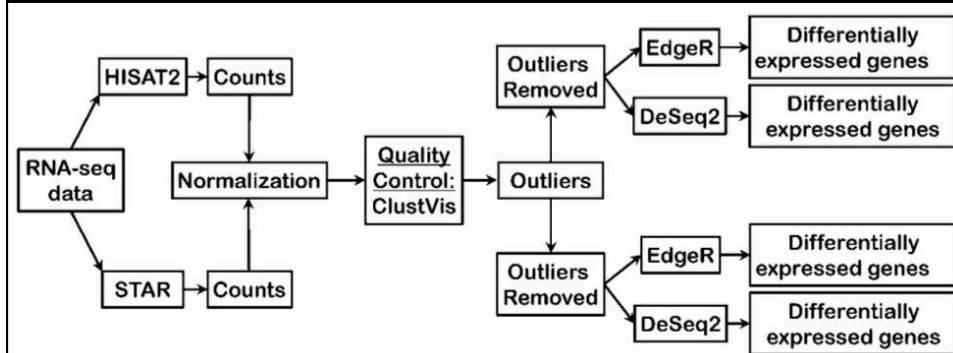 HISAT2
Counts
RNA-seq
data
STAR
Counts
Normalization
Quality
Control:
ClustVis
Outliers
Outliers
Removed
EdgeR
Differentially
expressed genes
DeSeq2
Differentially
expressed genes
Outliers
Removed
EdgeR
Differentially
expressed genes
DeSeq2
Differentially
expressed genes